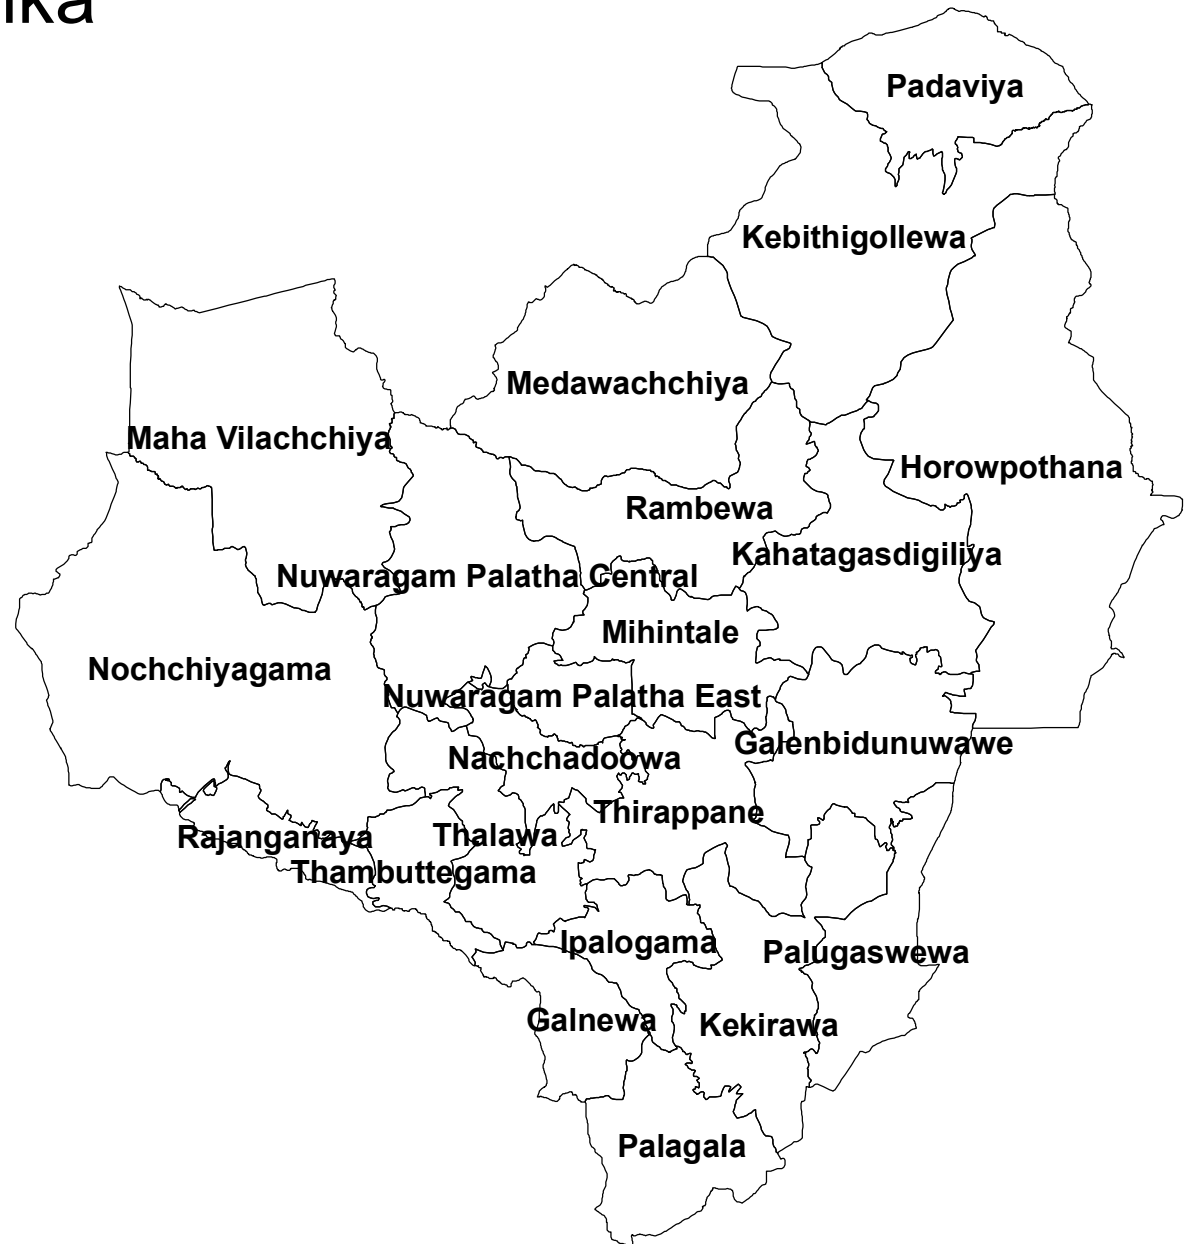 Padaviya
Kebithigollewa
Medawachchiya
Maha Vilachchiya
Horowpothana
Rambewa
Kahatagasdigiliya
Nuwaragam Palatha Central
Mihintale
Nochchiyagama
Nuwaragam Palatha East
Galenbidunuwawe
Nachchadoowa
Thirappane
Rajanganaya
Thalawa
Thambuttegama
Ipalogama
Palugaswewa
Galnewa
Kekirawa
Palagala